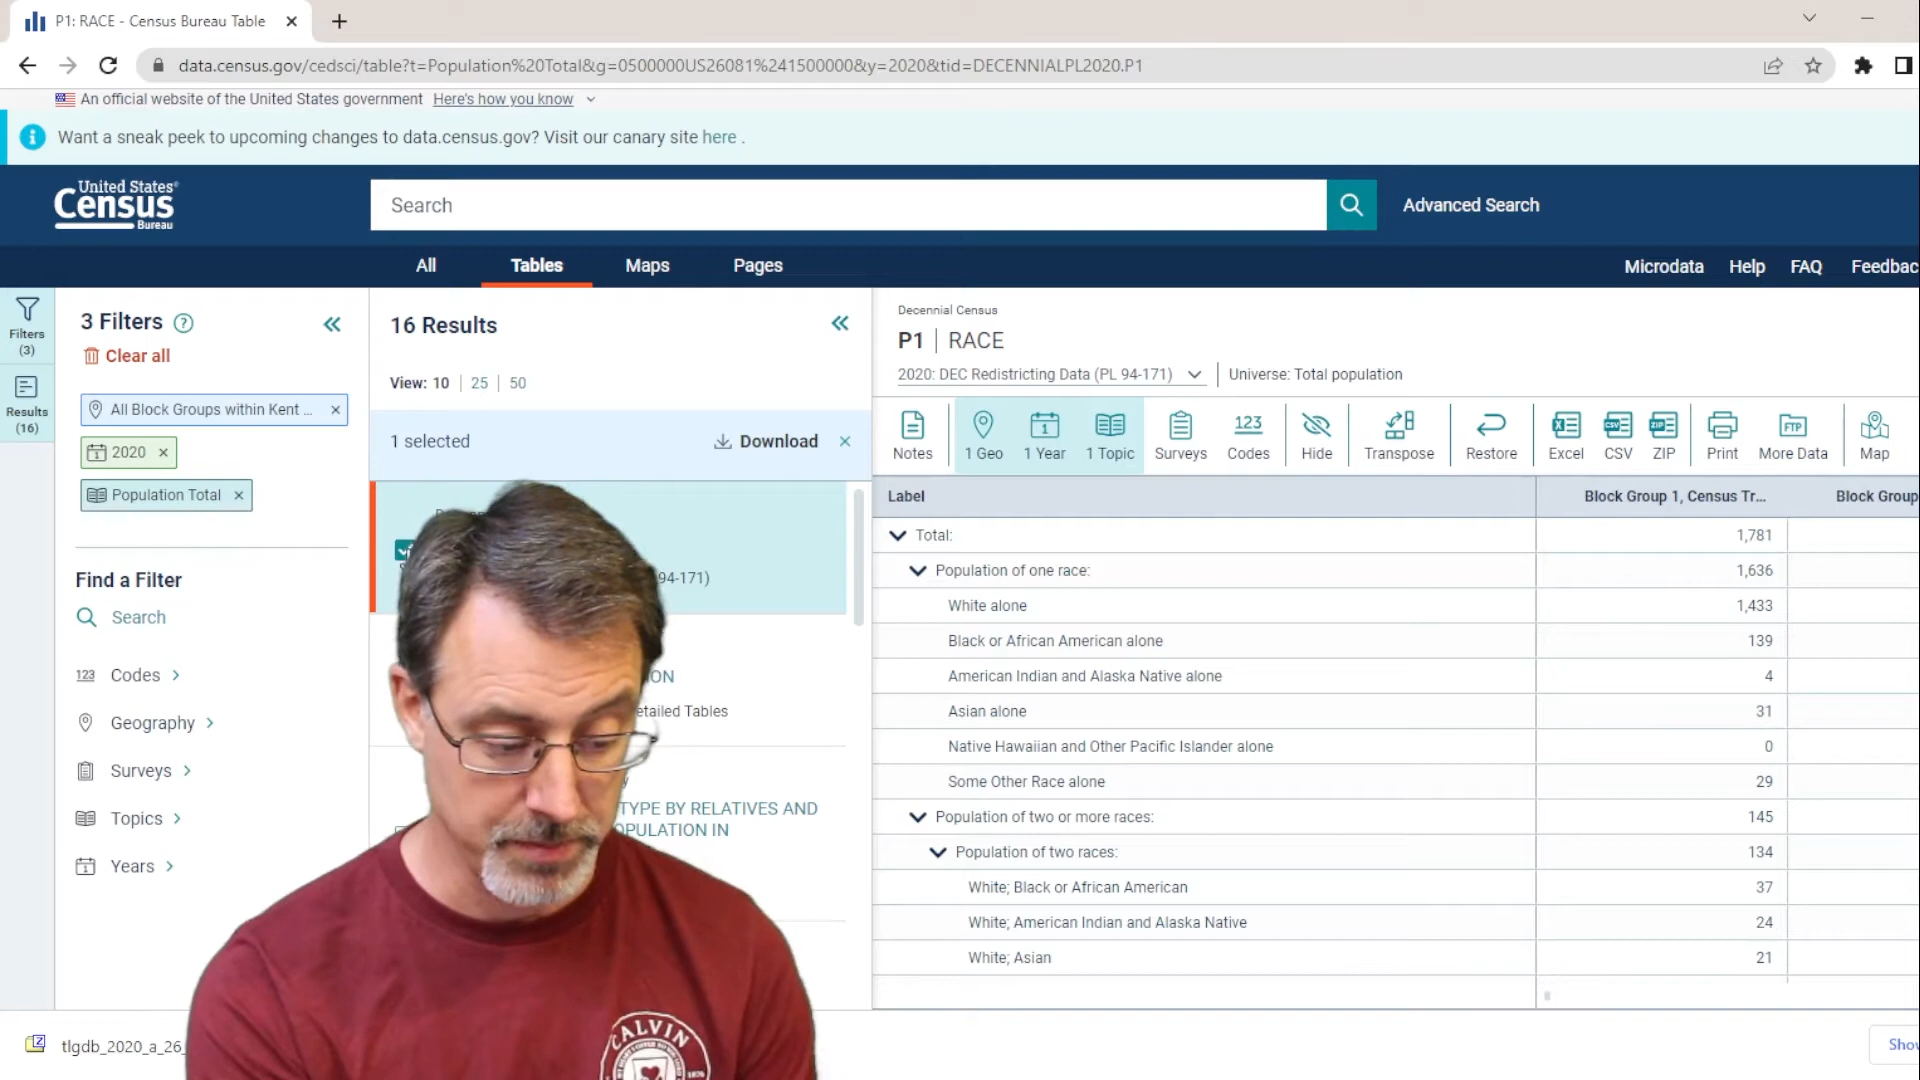 P1: RACE - Census Bureau Table
data.census.gov/cedsci/table?t=Population%20Total&g=0500000US26081%241500000&y=2020&tid=DECENNIALPL2020.P1
An official website of the United States government Here's how you know
Want a sneak peek to upcoming changes to data.census.gov? Visit our canary site here .
United States
Census
Bureau
Search
Advanced Search
All
Tables
Maps
Pages
Microdata
Help
FAQ
Feedbac
Filters
(3)
Results
(16)
3 Filters
Clear all
All Block Groups within Kent ...
2020
Population Total
Find a Filter
Search
123 Codes
Geography
Surveys
Topics
Years
16 Results
View: 10 | 25 | 50
1 selected
Download
94-171)
ION
etailed Tables
TYPE BY RELATIVES AND
OPULATION IN
Decennial Census
P1 | RACE
2020: DEC Redistricting Data (PL 94-171)
Universe: Total population
Notes
1 Geo
1 Year
1 Topic
Surveys
123
Codes
Hide
Transpose
Restore
Excel
CSV
ZIP
Print
FTP
More Data
Map
Label Block Group 1, Census Tr... Block Group
Total: 1,781
Population of one race: 1,636
White alone 1,433
Black or African American alone 139
American Indian and Alaska Native alone 4
Asian alone 31
Native Hawaiian and Other Pacific Islander alone 0
Some Other Race alone 29
Population of two or more races: 145
Population of two races: 134
White; Black or African American 37
White; American Indian and Alaska Native 24
White; Asian 21
tlgdb_2020_a_26_
Show
CALVIN